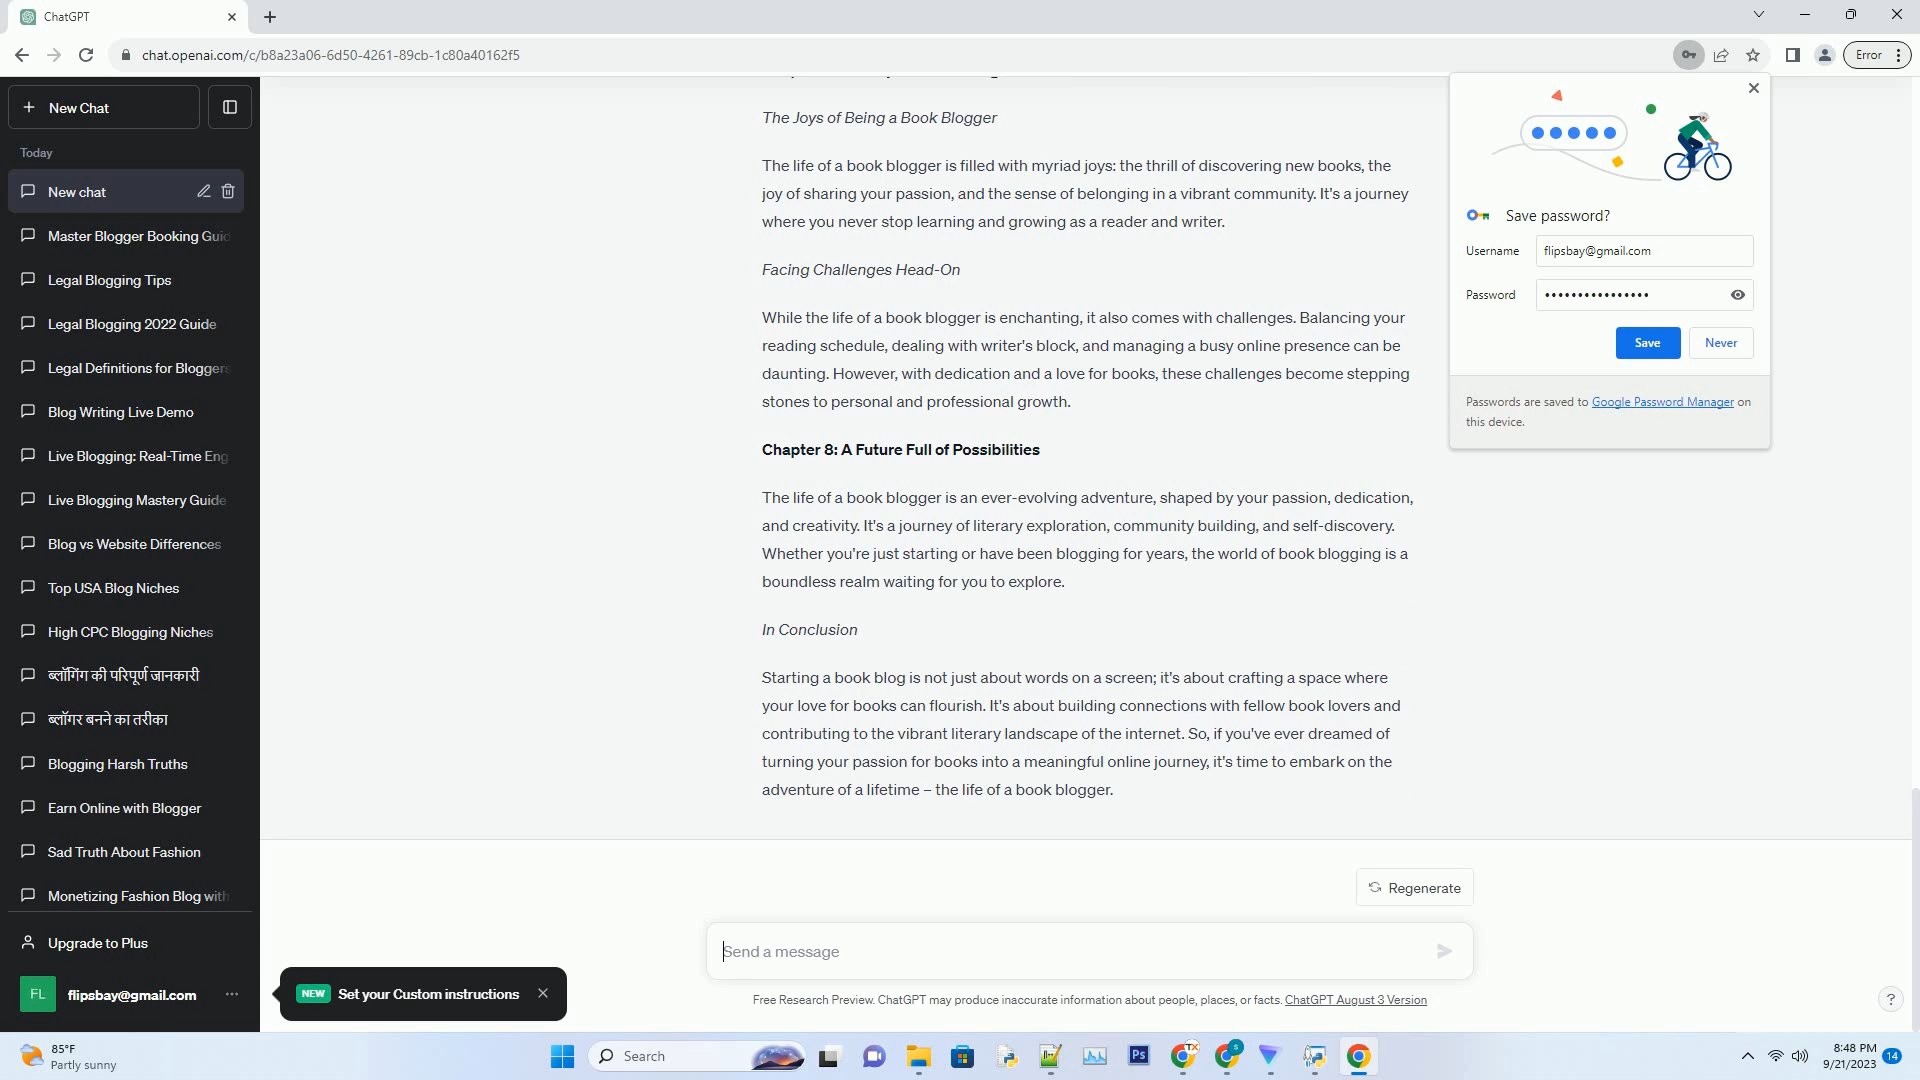 ChatGPT
chat.openai.com/c/b8a23a06-6d50-4261-89cb-1c80a40162f5
Error
New Chat
Today
New chat
Master Blogger Booking Guid
Legal Blogging Tips
Legal Blogging 2022 Guide
Legal Definitions for Bloggers
Blog Writing Live Demo
Live Blogging: Real-Time Eng
Live Blogging Mastery Guide
Blog vs Website Differences
Top USA Blog Niches
High CPC Blogging Niches
ब्लॉगिंग की परिपूर्ण जानकारी
ब्लॉगर बनने का तरीका
Blogging Harsh Truths
Earn Online with Blogger
Sad Truth About Fashion
Monetizing Fashion Blog with
Upgrade to Plus
FL
flipsbay@gmail.com
NEW Set your Custom instructions
The Joys of Being a Book Blogger
The life of a book blogger is filled with myriad joys: the thrill of discovering new books, the
joy of sharing your passion, and the sense of belonging in a vibrant community. It's a journey
where you never stop learning and growing as a reader and writer.
Facing Challenges Head-On
While the life of a book blogger is enchanting, it also comes with challenges. Balancing your
reading schedule, dealing with writer's block, and managing a busy online presence can be
daunting. However, with dedication and a love for books, these challenges become stepping
stones to personal and professional growth.
Chapter 8: A Future Full of Possibilities
The life of a book blogger is an ever-evolving adventure, shaped by your passion, dedication,
and creativity. It's a journey of literary exploration, community building, and self-discovery.
Whether you're just starting or have been blogging for years, the world of book blogging is a
boundless realm waiting for you to explore.
In Conclusion
Starting a book blog is not just about words on a screen; it's about crafting a space where
your love for books can flourish. It's about building connections with fellow book lovers and
contributing to the vibrant literary landscape of the internet. So, if you've ever dreamed of
turning your passion for books into a meaningful online journey, it's time to embark on the
adventure of a lifetime – the life of a book blogger.
Regenerate
Send a message
Free Research Preview. ChatGPT may produce inaccurate information about people, places, or facts. ChatGPT August 3 Version
?
Save password?
Username
flipsbay@gmail.com
Password
••••••••••••••••
Save
Never
Passwords are saved to Google Password Manager on
this device.
85°F
Partly sunny
Search
Ps
TX
S
8:48 PM
9/21/2023
14